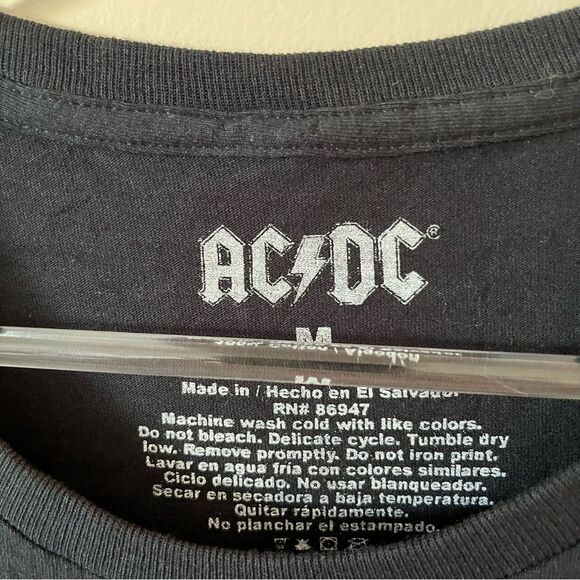 AC⚡DC®
M
Made in / Hecho en El Salvador
RN# 86947
Machine wash cold with like colors.
Do not bleach. Delicate cycle. Tumble dry
low. Remove promptly. Do not iron print.
Lavar en agua fría con colores similares.
Ciclo delicado. No usar blanqueador.
Secar en secadora a baja temperatura.
Quitar rápidamente.
No planchar el estampado.